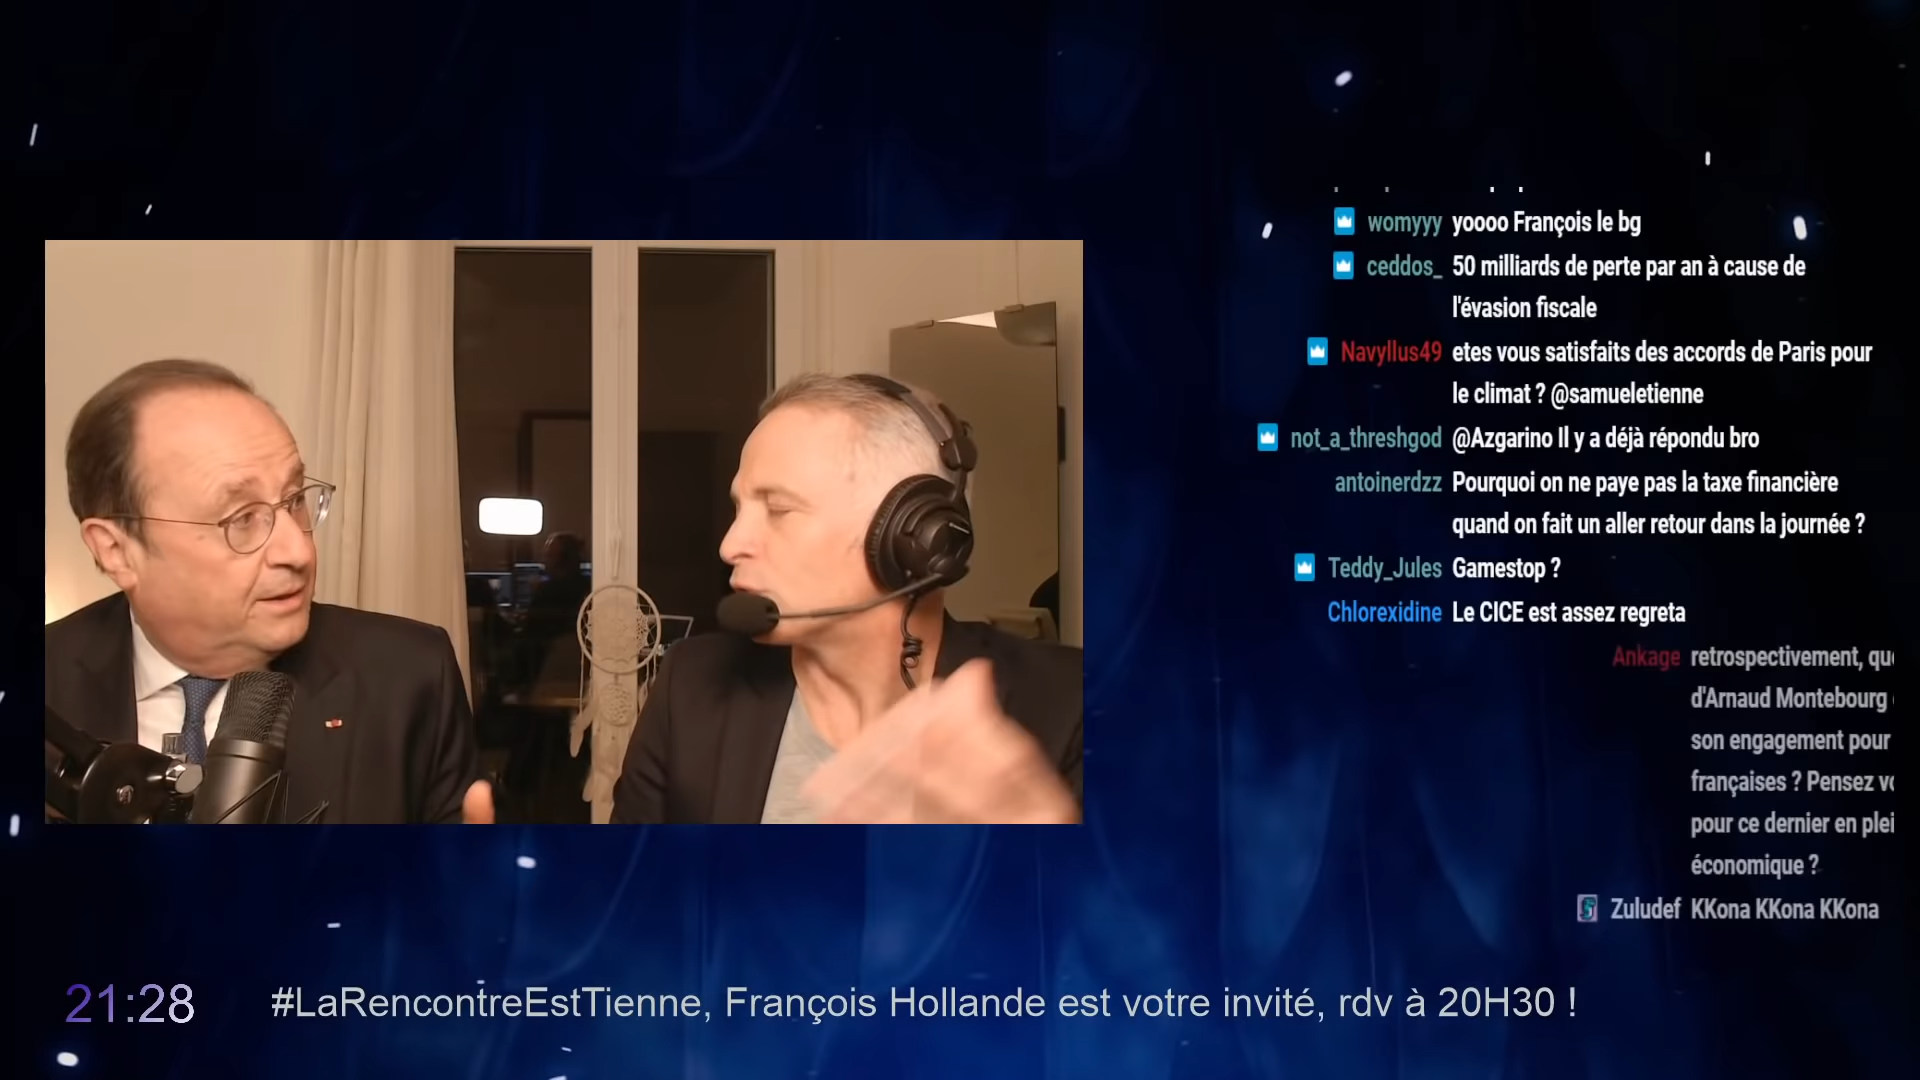 womyyy yoooo François le bg
ceddos_ 50 milliards de perte par an à cause de
l'évasion fiscale
Navyllus49 etes vous satisfaits des accords de Paris pour
le climat ? @samueletienne
not_a_threshgod @Azgarino Il y a déjà répondu bro
antoinerdzz Pourquoi on ne paye pas la taxe financière
quand on fait un aller retour dans la journée ?
Teddy_Jules Gamestop ?
Chlorexidine Le CICE est assez regreta
Ankage retrospectivement,
d'Arnaud Montebourg
son engagement pour
françaises ? Pensez
pour ce dernier en
économique ?
Zuludef KKona KKona KKona
21:28 #LaRencontreEstTienne, François Hollande est votre invité, rdv à 20H30 !